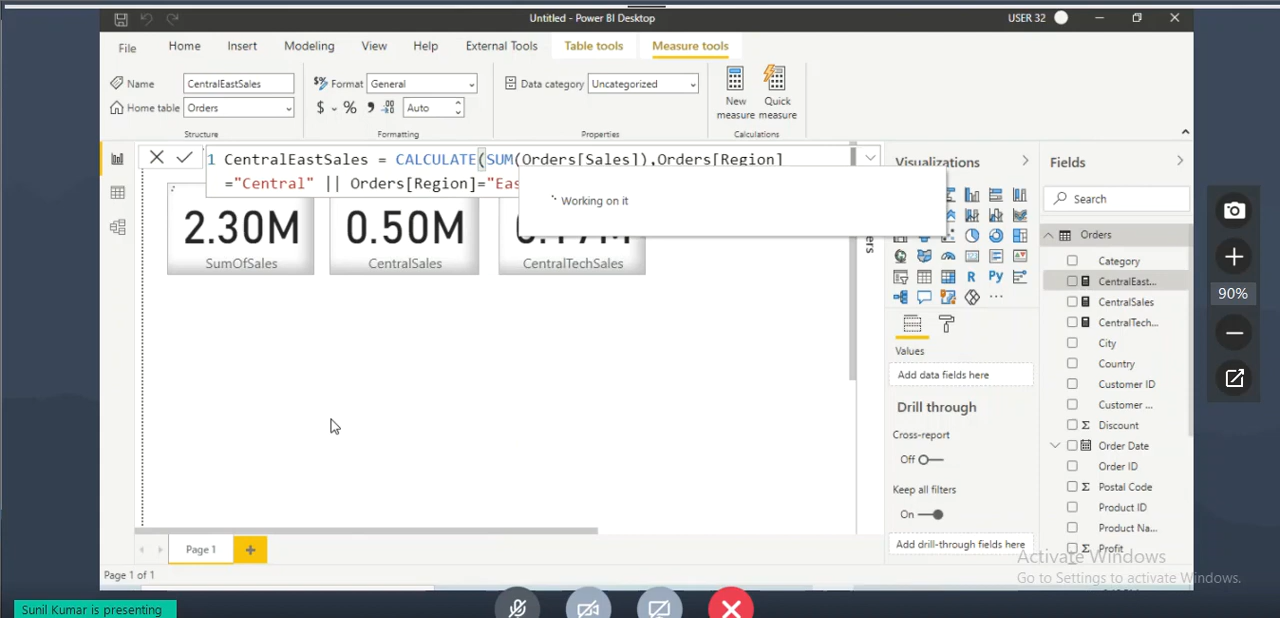 Untitled - Power BI Desktop
USER 32
File
Home
Insert
Modeling
View
Help
External Tools
Table tools
Measure tools
Name
CentralEastSales
Format
General
Data category
Uncategorized
New measure
Quick measure
Home table
Orders
$
%
Auto
Structure
Formatting
Properties
Calculations
1 CentralEastSales = CALCULATE(SUM(Orders[Sales]),Orders[Region]
="Central" || Orders[Region]="Eas
Working on it
2.30M
SumOfSales
0.50M
CentralSales
CentralTechSales
Visualizations
R
Py
Values
Add data fields here
Drill through
Cross-report
Off
Keep all filters
On
Add drill-through fields here
Fields
Search
Orders
Category
CentralEast...
CentralSales
CentralTech...
City
Country
Customer ID
Customer ...
Σ Discount
Order Date
Order ID
Σ Postal Code
Product ID
Product Na...
Σ Profit
90%
Page 1
Page 1 of 1
Activate Windows
Go to Settings to activate Windows.
Sunil Kumar is presenting